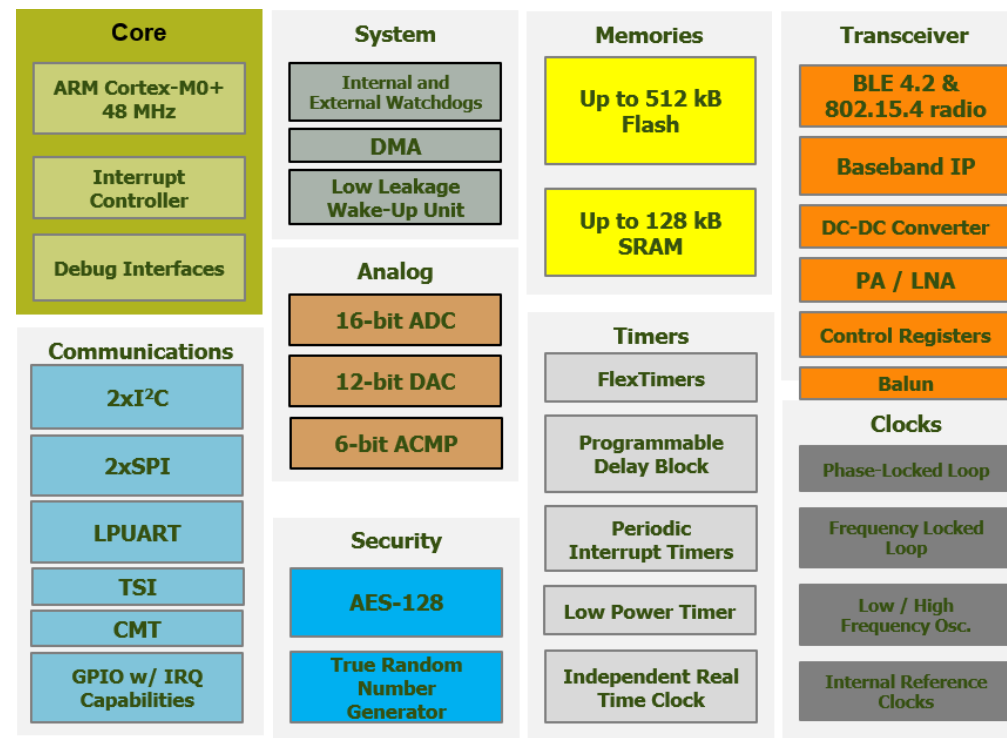 Core
ARM Cortex-M0+
48 MHz
Interrupt
Controller
Debug Interfaces
Communications
2xI²C
2xSPI
LPUART
TSI
CMT
GPIO w/ IRQ
Capabilities
System
Internal and
External Watchdogs
DMA
Low Leakage
Wake-Up Unit
Analog
16-bit ADC
12-bit DAC
6-bit ACMP
Security
AES-128
True Random
Number
Generator
Memories
Up to 512 kB
Flash
Up to 128 kB
SRAM
Timers
FlexTimers
Programmable
Delay Block
Periodic
Interrupt Timers
Low Power Timer
Independent Real
Time Clock
Transceiver
BLE 4.2 &
802.15.4 radio
Baseband IP
DC-DC Converter
PA / LNA
Control Registers
Balun
Clocks
Phase-Locked Loop
Frequency Locked
Loop
Low / High
Frequency Osc.
Internal Reference
Clocks